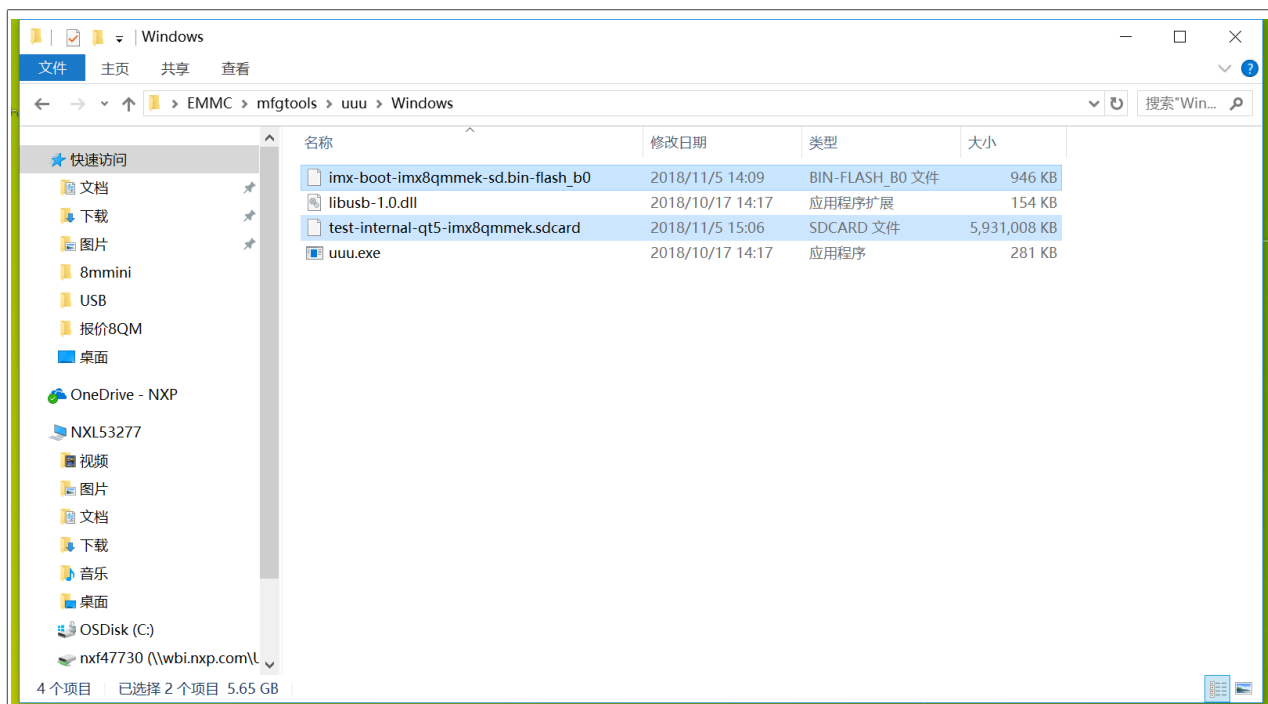 Windows
文件 主页 共享 查看
EMMC mfgtools uuu Windows 搜索"Win...
名称 修改日期 类型 大小
imx-boot-imx8qmmek-sd.bin-flash_b0 2018/11/5 14:09 BIN-FLASH_B0 文件 946 KB
libusb-1.0.dll 2018/10/17 14:17 应用程序扩展 154 KB
test-internal-qt5-imx8qmmek.sdcard 2018/11/5 15:06 SDCARD 文件 5,931,008 KB
uuu.exe 2018/10/17 14:17 应用程序 281 KB
快速访问
文档
下载
图片
8mmini
USB
报价8QM
桌面
OneDrive - NXP
NXL53277
视频
图片
文档
下载
音乐
桌面
OSDisk (C:)
nxf47730 (\\wbi.nxp.com\U
4 个项目 已选择 2 个项目 5.65 GB